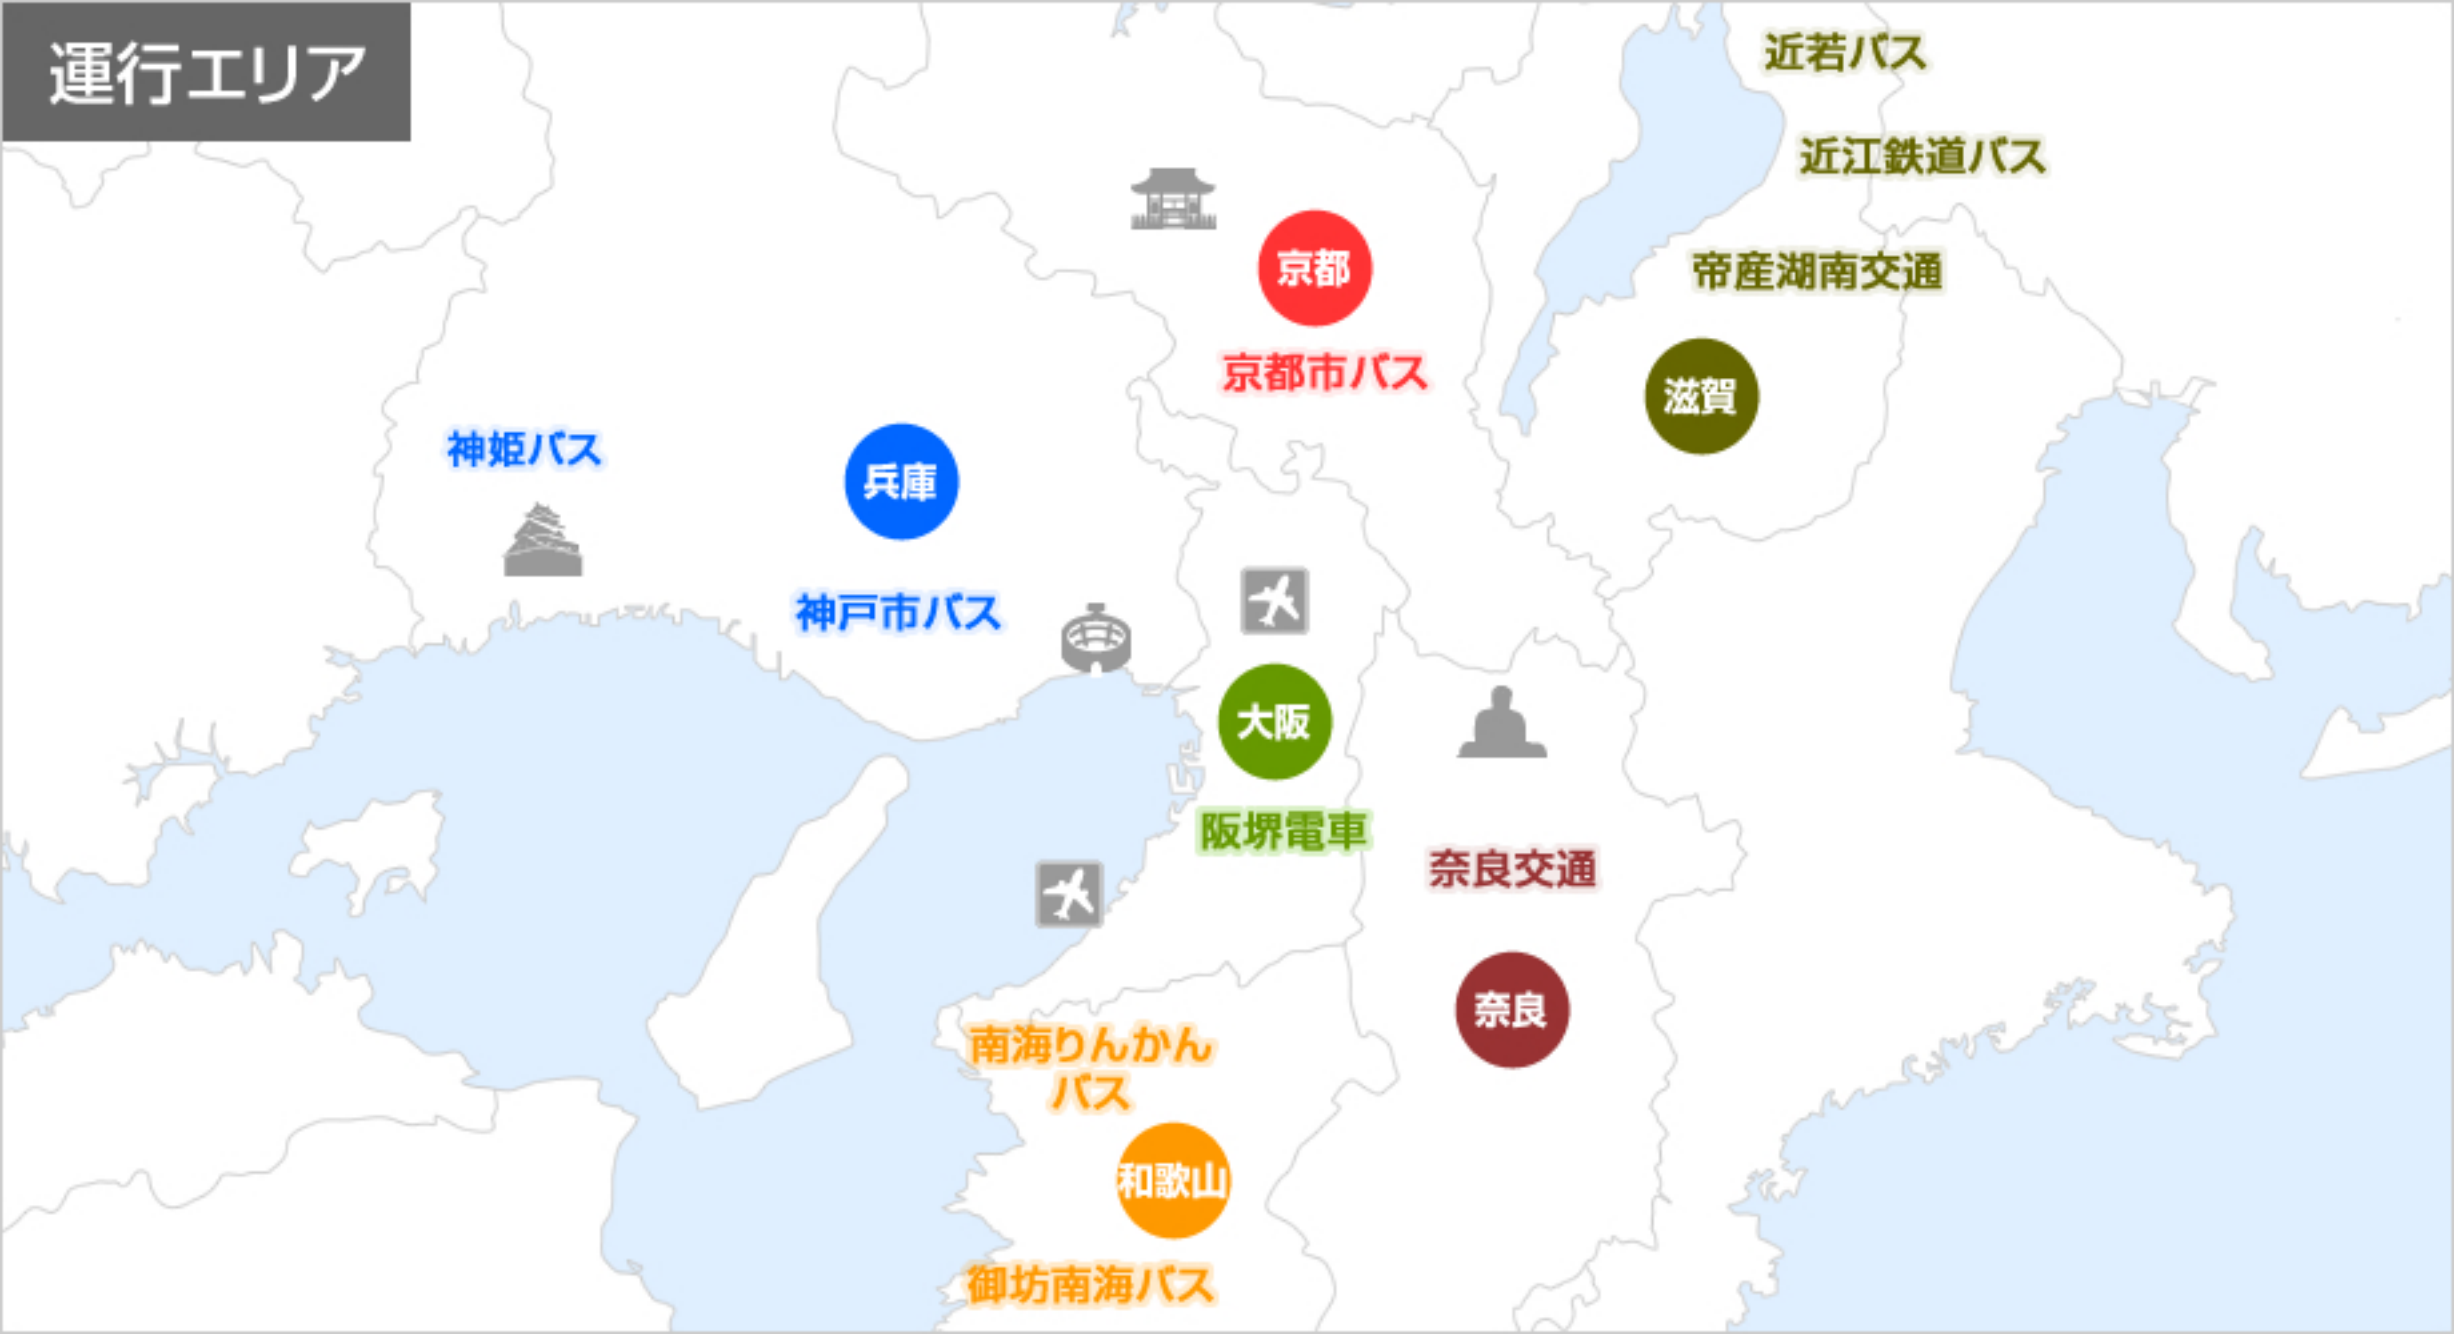 運行エリア
近若バス
近江鉄道バス
帝産湖南交通
京都
京都市バス
滋賀
神姫バス
兵庫
神戸市バス
大阪
阪堺電車
奈良交通
奈良
南海りんかん
バス
和歌山
御坊南海バス